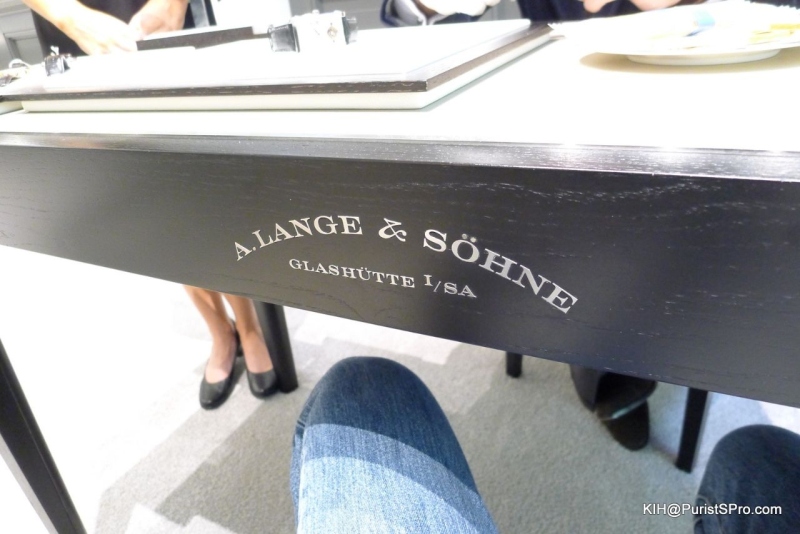 A. LANGE & SÖHNE
GLASHÜTTE I/SA
KIH@PuristSPro.com